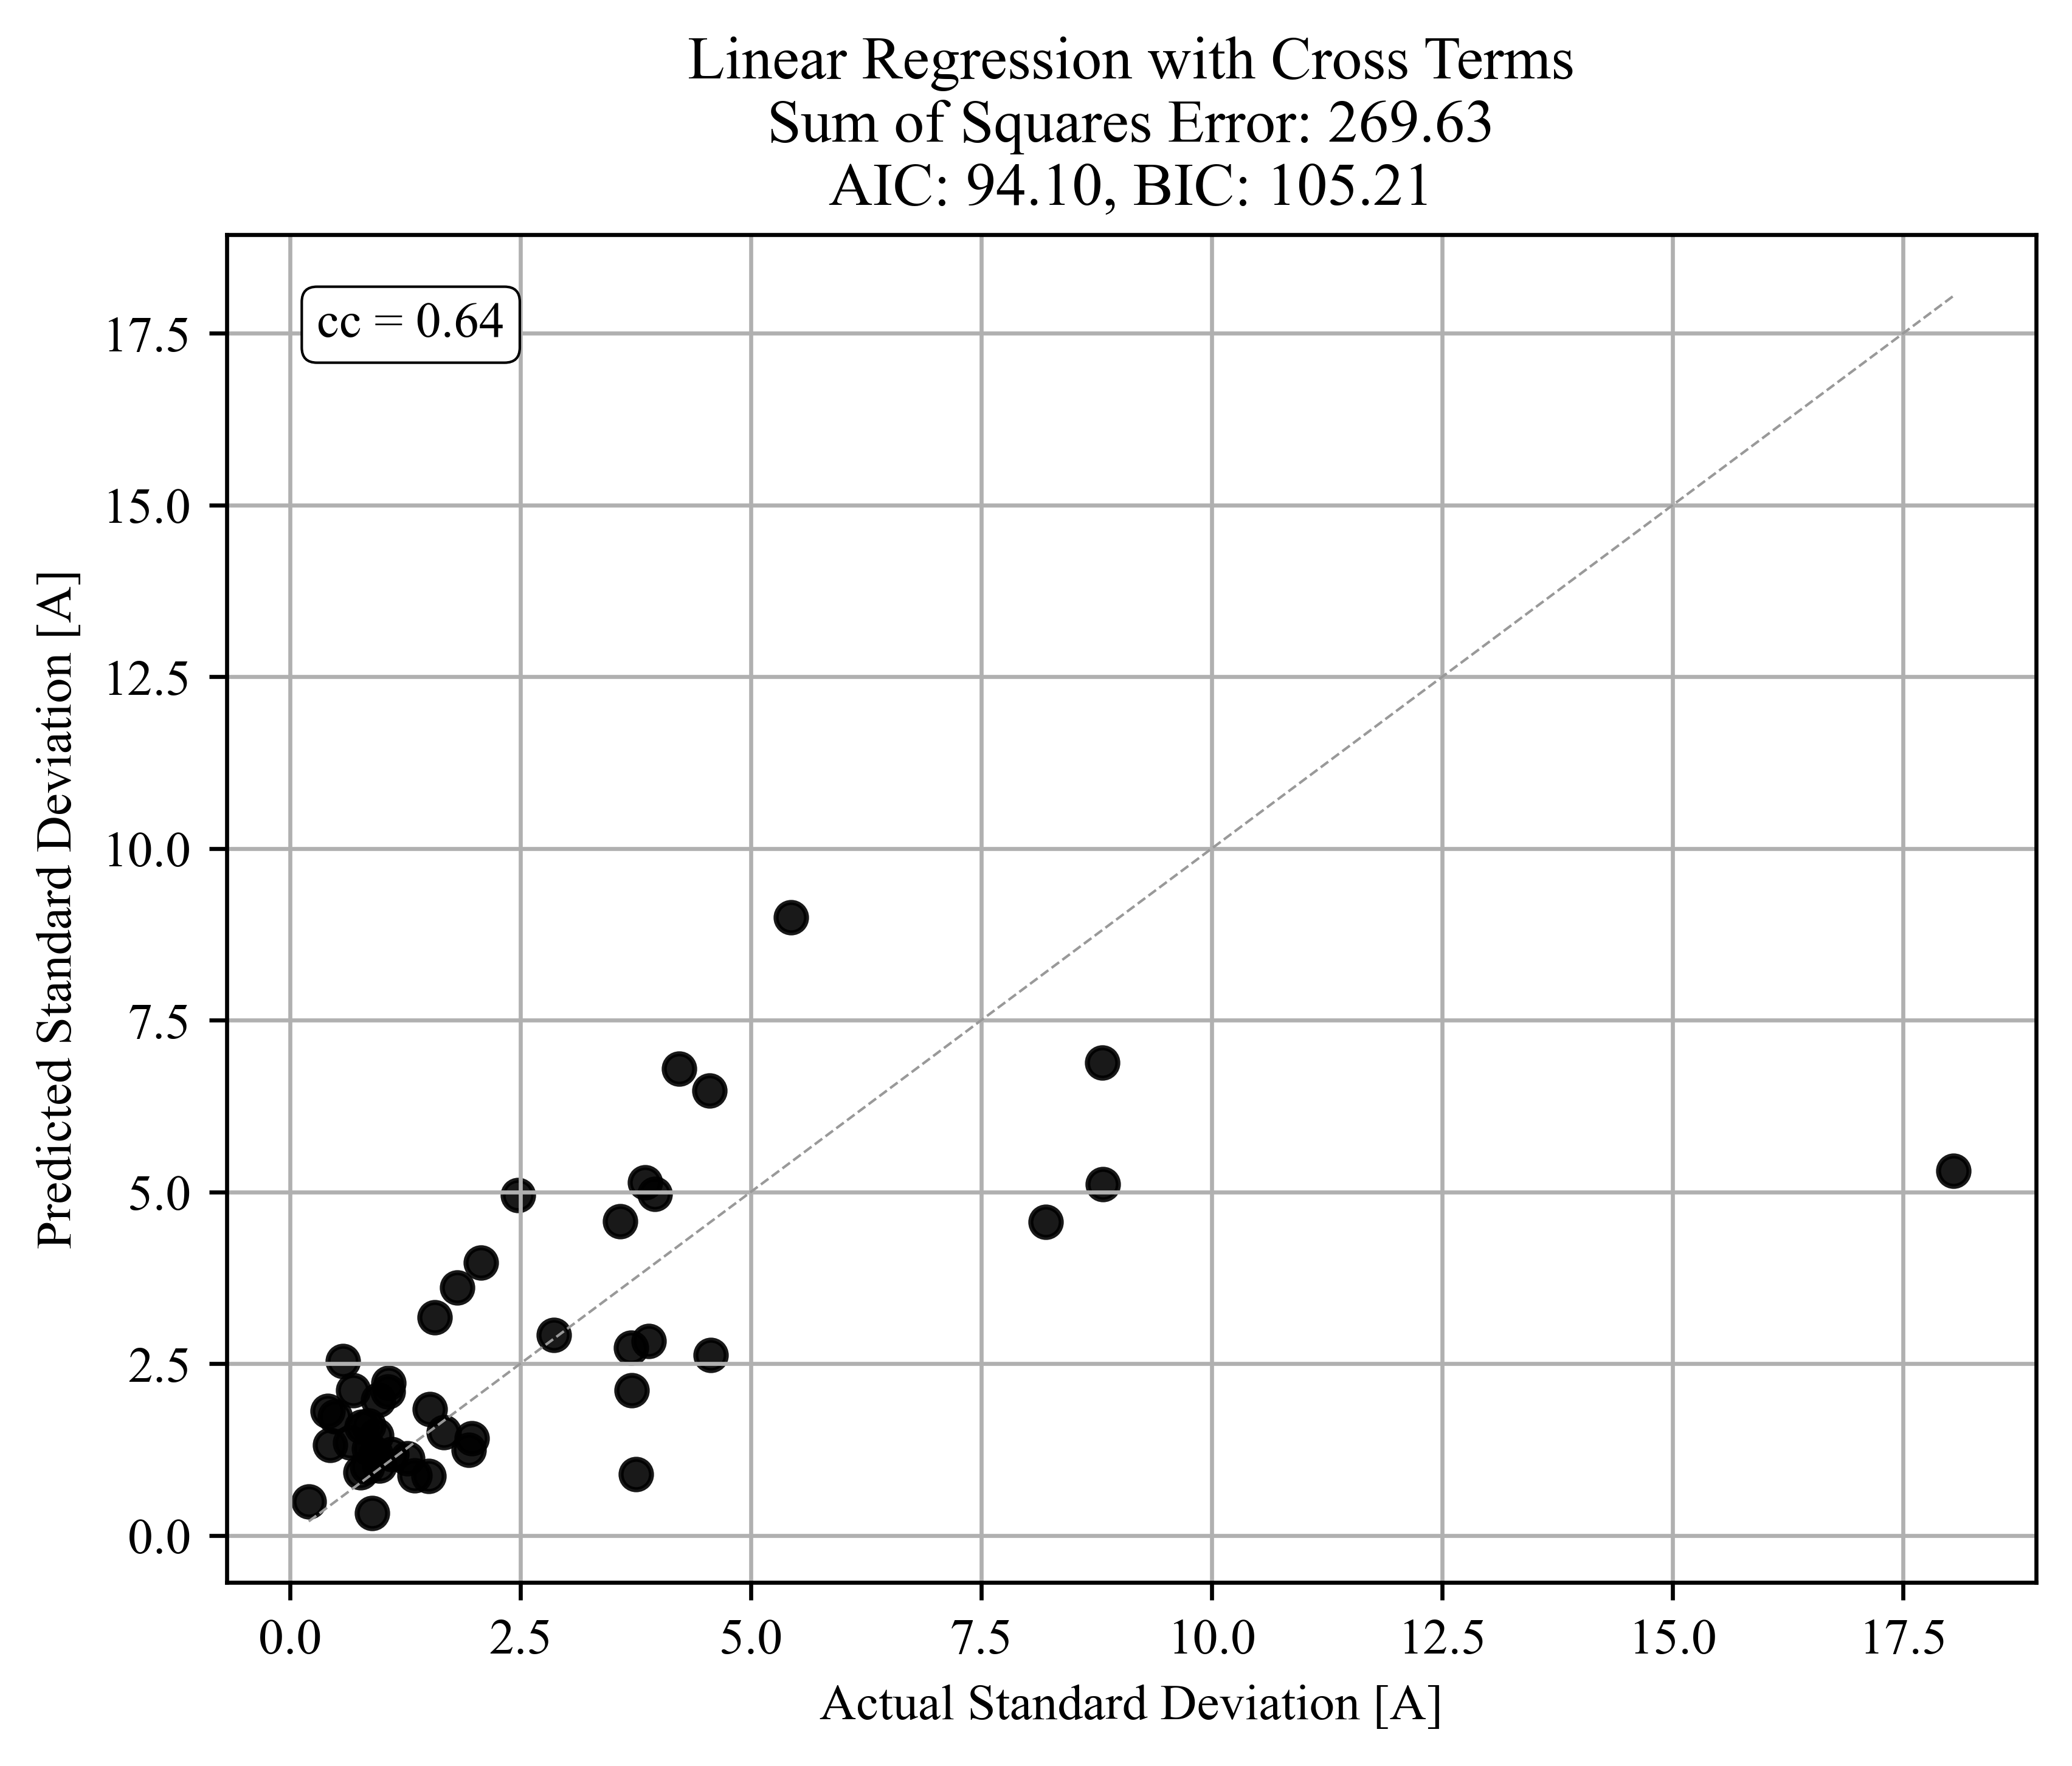 Linear Regression with Cross Terms
Sum of Squares Error: 269.63
AIC: 94.10, BIC: 105.21
cc = 0.64
17.5
15.0
12.5
10.0
7.5
5.0
2.5
0.0
Predicted Standard Deviation [A]
0.0 2.5 5.0 7.5 10.0 12.5 15.0 17.5
Actual Standard Deviation [A]